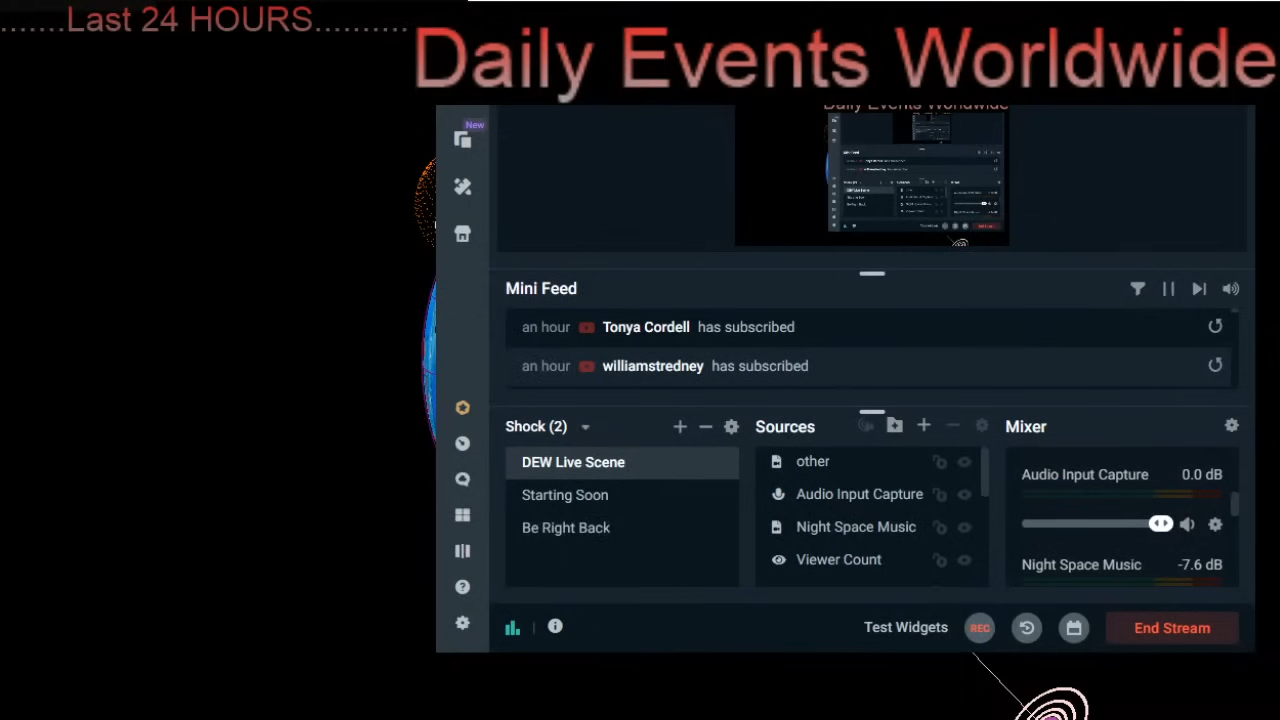 .......Last 24 HOURS..........
Daily Events Worldwide
Daily Events Worldwide
New
Mini Feed
an hour Tonya Cordell has subscribed
an hour williamstredney has subscribed
Shock (2)
DEW Live Scene
Starting Soon
Be Right Back
Sources
other
Audio Input Capture
Night Space Music
Viewer Count
Mixer
Audio Input Capture 0.0 dB
Night Space Music -7.6 dB
Test Widgets
REC
End Stream